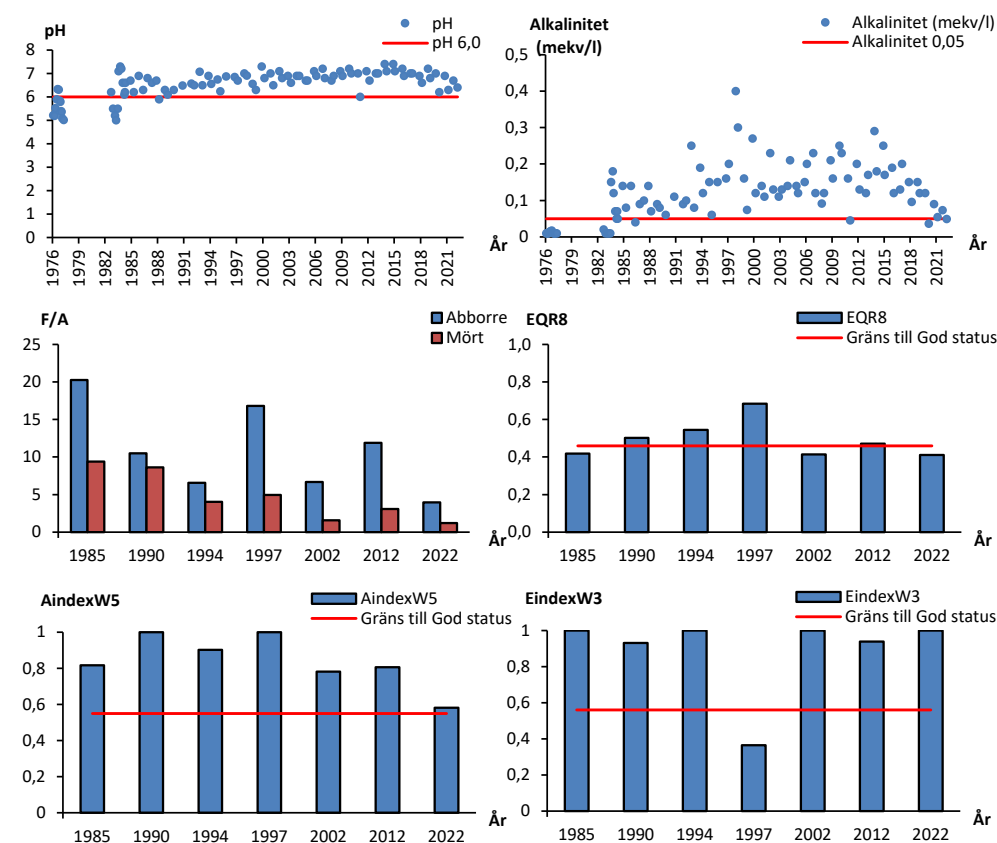 pH
pH
pH 6,0
8
7
6
5
4
3
2
1
0
År
1976
1979
1982
1985
1988
1991
1994
1997
2000
2003
2006
2009
2012
2015
2018
2021
Alkalinitet
(mekv/l)
Alkalinitet (mekv/l)
Alkalinitet 0,05
0,5
0,4
0,3
0,2
0,1
0
År
1976
1979
1982
1985
1988
1991
1994
1997
2000
2003
2006
2009
2012
2015
2018
2021
F/A
Abborre
Mört
25
20
15
10
5
0
År
1985 1990 1994 1997 2002 2012 2022
EQR8
EQR8
Gräns till God status
1,0
0,8
0,6
0,4
0,2
0,0
År
1985 1990 1994 1997 2002 2012 2022
AindexW5
AindexW5
Gräns till God status
1
0,8
0,6
0,4
0,2
0
År
1985 1990 1994 1997 2002 2012 2022
EindexW3
EindexW3
Gräns till God status
1
0,8
0,6
0,4
0,2
0
År
1985 1990 1994 1997 2002 2012 2022